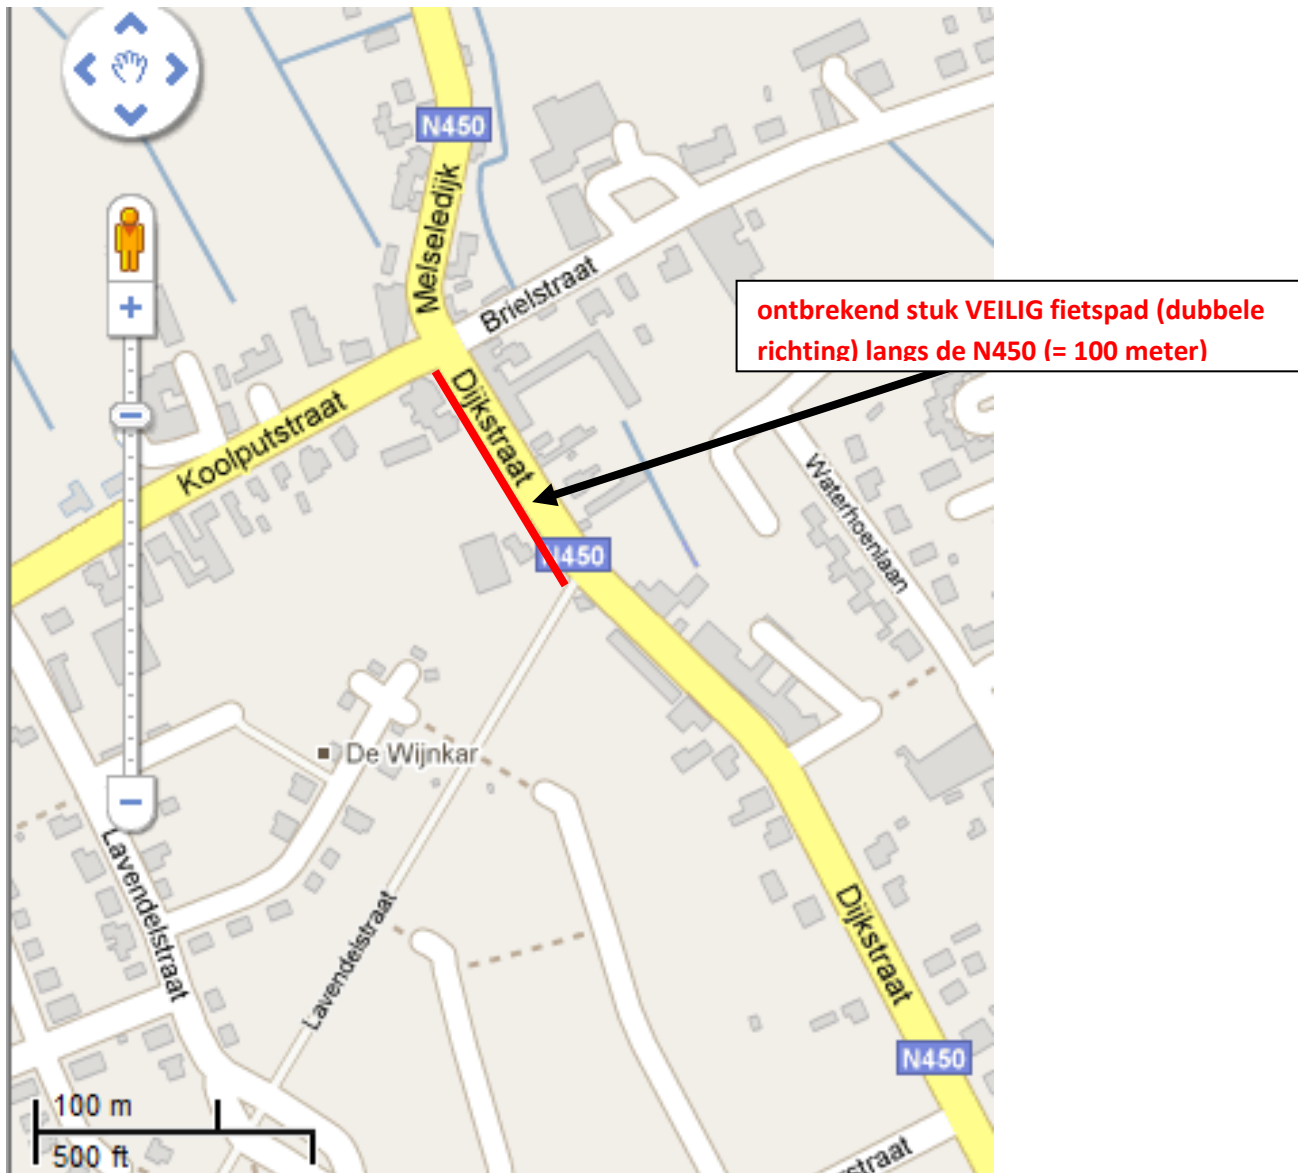 N450
Melseledijk
Brielstraat
ontbrekend stuk VEILIG fietspad (dubbele
richting) langs de N450 (= 100 meter)
Dijkstraat
Koolputstraat
Waterhoenlaan
N450
De Wijnkar
Lavendelstraat
Lavendelstraat
Dijkstraat
N450
100 m
500 ft